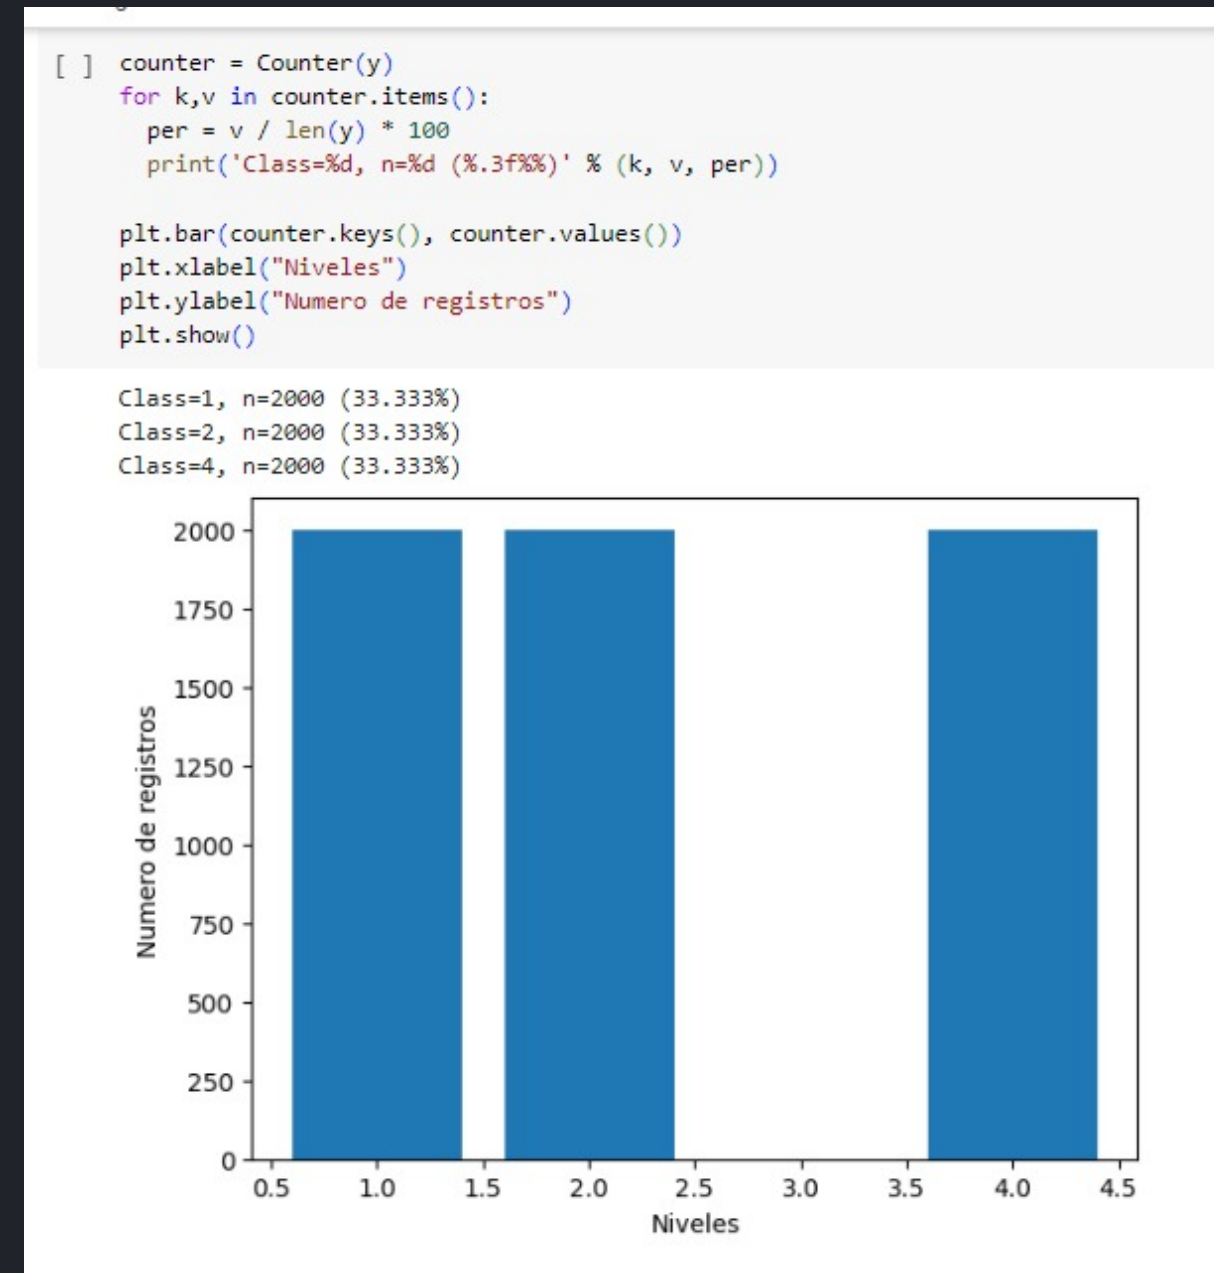 [ ] counter = Counter(y)
for k,v in counter.items():
  per = v / len(y) * 100
  print('Class=%d, n=%d (%.3f%%)' % (k, v, per))
plt.bar(counter.keys(), counter.values())
plt.xlabel("Niveles")
plt.ylabel("Numero de registros")
plt.show()
Class=1, n=2000 (33.333%)
Class=2, n=2000 (33.333%)
Class=4, n=2000 (33.333%)
2000
1750
1500
1250
1000
750
500
250
0
Numero de registros
0.5 1.0 1.5 2.0 2.5 3.0 3.5 4.0 4.5
Niveles